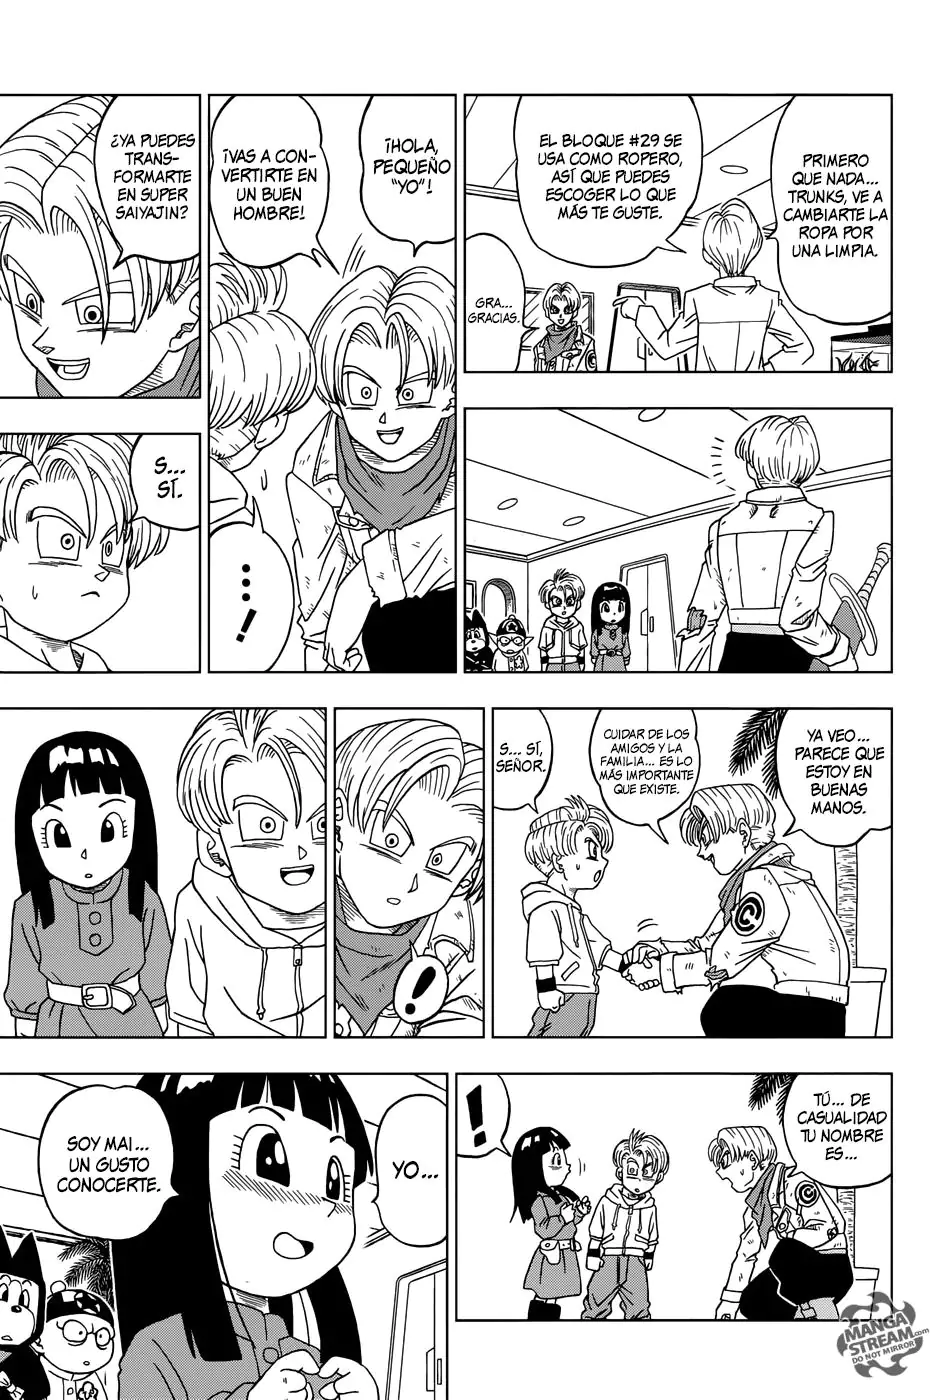 PRIMERO
QUE NADA...
TRUNKS, VE A
CAMBIARTE LA
ROPA POR
UNA LIMPIA.
EL BLOQUE #29 SE
USA COMO ROPERO,
ASÍ QUE PUEDES
ESCOGER LO QUE
MÁS TE GUSTE.
GRA...
GRACIAS.
¡HOLA,
PEQUEÑO
"YO"!
¡VAS A CON-
VERTIRTE EN
UN BUEN
HOMBRE!
...!
¿YA PUEDES
TRANS-
FORMARTE
EN SUPER
SAIYAJIN?
S...
SÍ.
YA VEO...
PARECE QUE
ESTOY EN
BUENAS
MANOS.
CUIDAR DE LOS
AMIGOS Y LA
FAMILIA... ES LO
MÁS IMPORTANTE
QUE EXISTE.
S... SÍ,
SEÑOR.
!
TÚ... DE
CASUALIDAD
TU NOMBRE
ES...
!
YO...
SOY MAI...
UN GUSTO
CONOCERTE.
MANGA
STREAM.com
DO NOT MIRROR